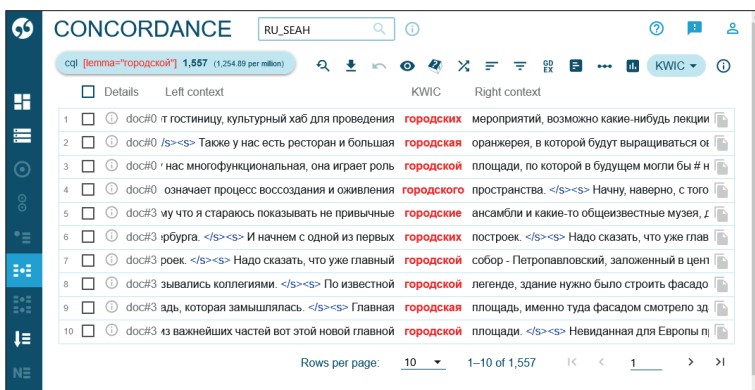 CONCORDANCE RU_SEAH
cql [lemma="городской"] 1,557 (1,254.89 per million) GD EX KWIC
Details Left context KWIC Right context
1 doc#0 гостиницу, культурный хаб для проведения городских мероприятий, возможно какие-нибудь лекции
2 doc#0 /s><s> Также у нас есть ресторан и большая городская оранжерея, в которой будут выращиваться
3 doc#0 нас многофункциональная, она играет роль городской площади, по которой в будущем могли бы #
4 doc#0 означает процесс воссоздания и оживления городского пространства. </s><s> Начну, наверно, с того
5 doc#3 что я стараюсь показывать не привычные городские ансамбли и какие-то общеизвестные музея,
6 doc#3 рбурга. </s><s> И начнем с одной из первых городских построек. </s><s> Надо сказать, что уже глав
7 doc#3 роек. </s><s> Надо сказать, что уже главный городской собор - Петропавловский, заложенный в цент
8 doc#3 зывались коллегиями. </s><s> По известной городской легенде, здание нужно было строить фасадо
9 doc#3 адь, которая замышлялась. </s><s> Главная городская площадь, именно туда фасадом смотрело зд
10 doc#3 из важнейших частей вот этой новой главной городской площади. </s><s> Невиданная для Европы
Rows per page: 10 1–10 of 1,557 |< < 1 > >|
NΞ